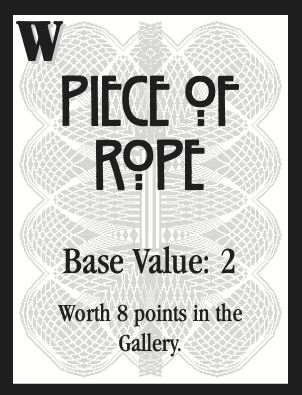 W
PIECE OF
ROPE
Base Value: 2
Worth 8 points in the
Gallery.